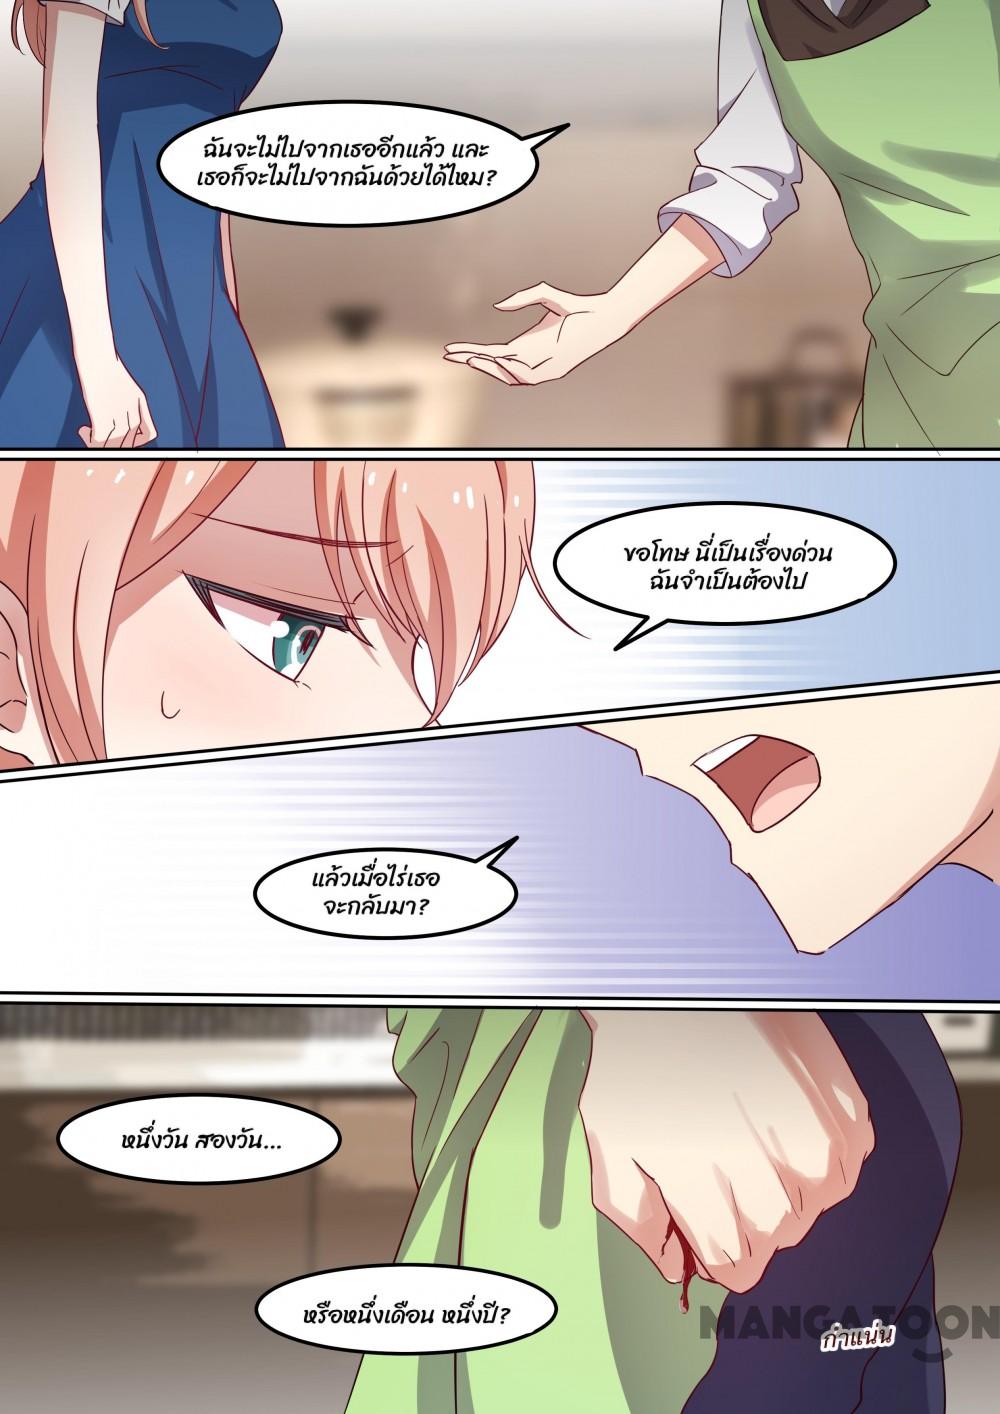 ฉันจะไม่ไปจากเธออีกแล้ว และ
เธอก็จะไม่ไปจากฉันด้วยได้ไหม?
ขอโทษ นี่เป็นเรื่องด่วน
ฉันจำเป็นต้องไป
แล้วเมื่อไร่เธอ
จะกลับมา?
หนึ่งวัน สองวัน...
หรือหนึ่งเดือน หนึ่งปี?
MANGATOON
กำแน่น